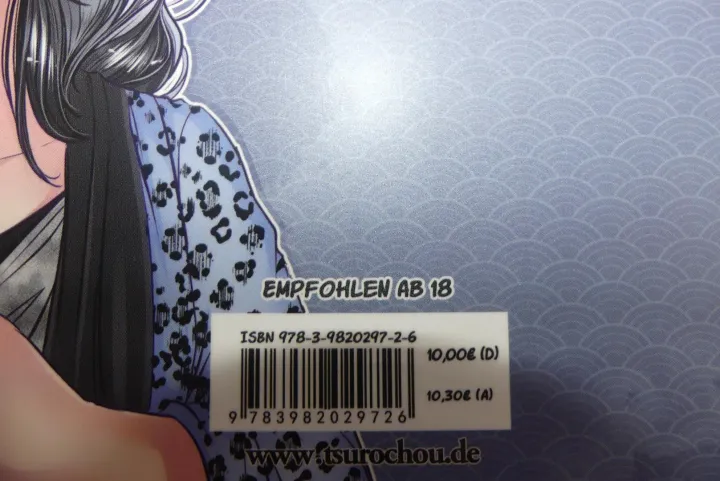 EMPFOHLEN AB 18
ISBN 978-3-9820297-2-6
10,00€ (D)
10,30€ (A)
9 783982 029726
www.tsurochou.de